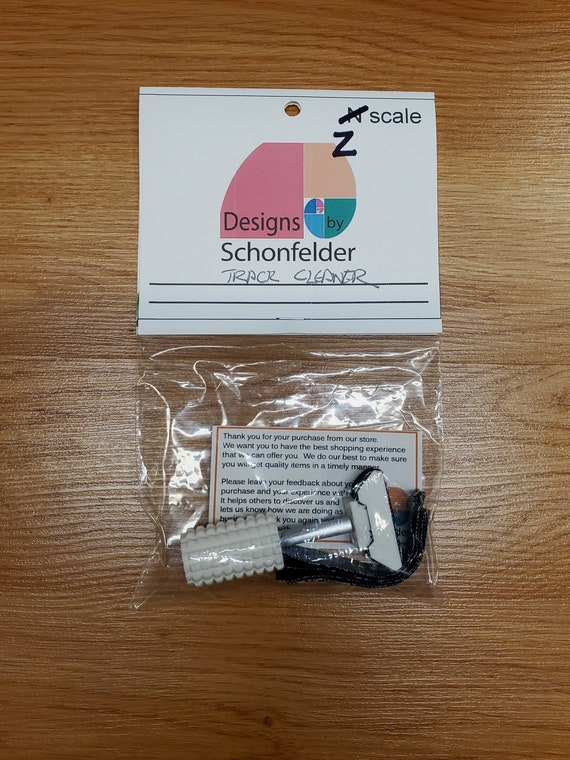 N scale
Z
Designs by
Schonfelder
TRACK CLEANER
Thank you for your purchase from our store.
We want you to have the best shopping experience
that we can offer you. We do our best to make sure
you will get quality items in a timely manner.
Please leave your feedback about
purchase and your experience with
It helps others to discover us and
lets us know how we are doing as
you again